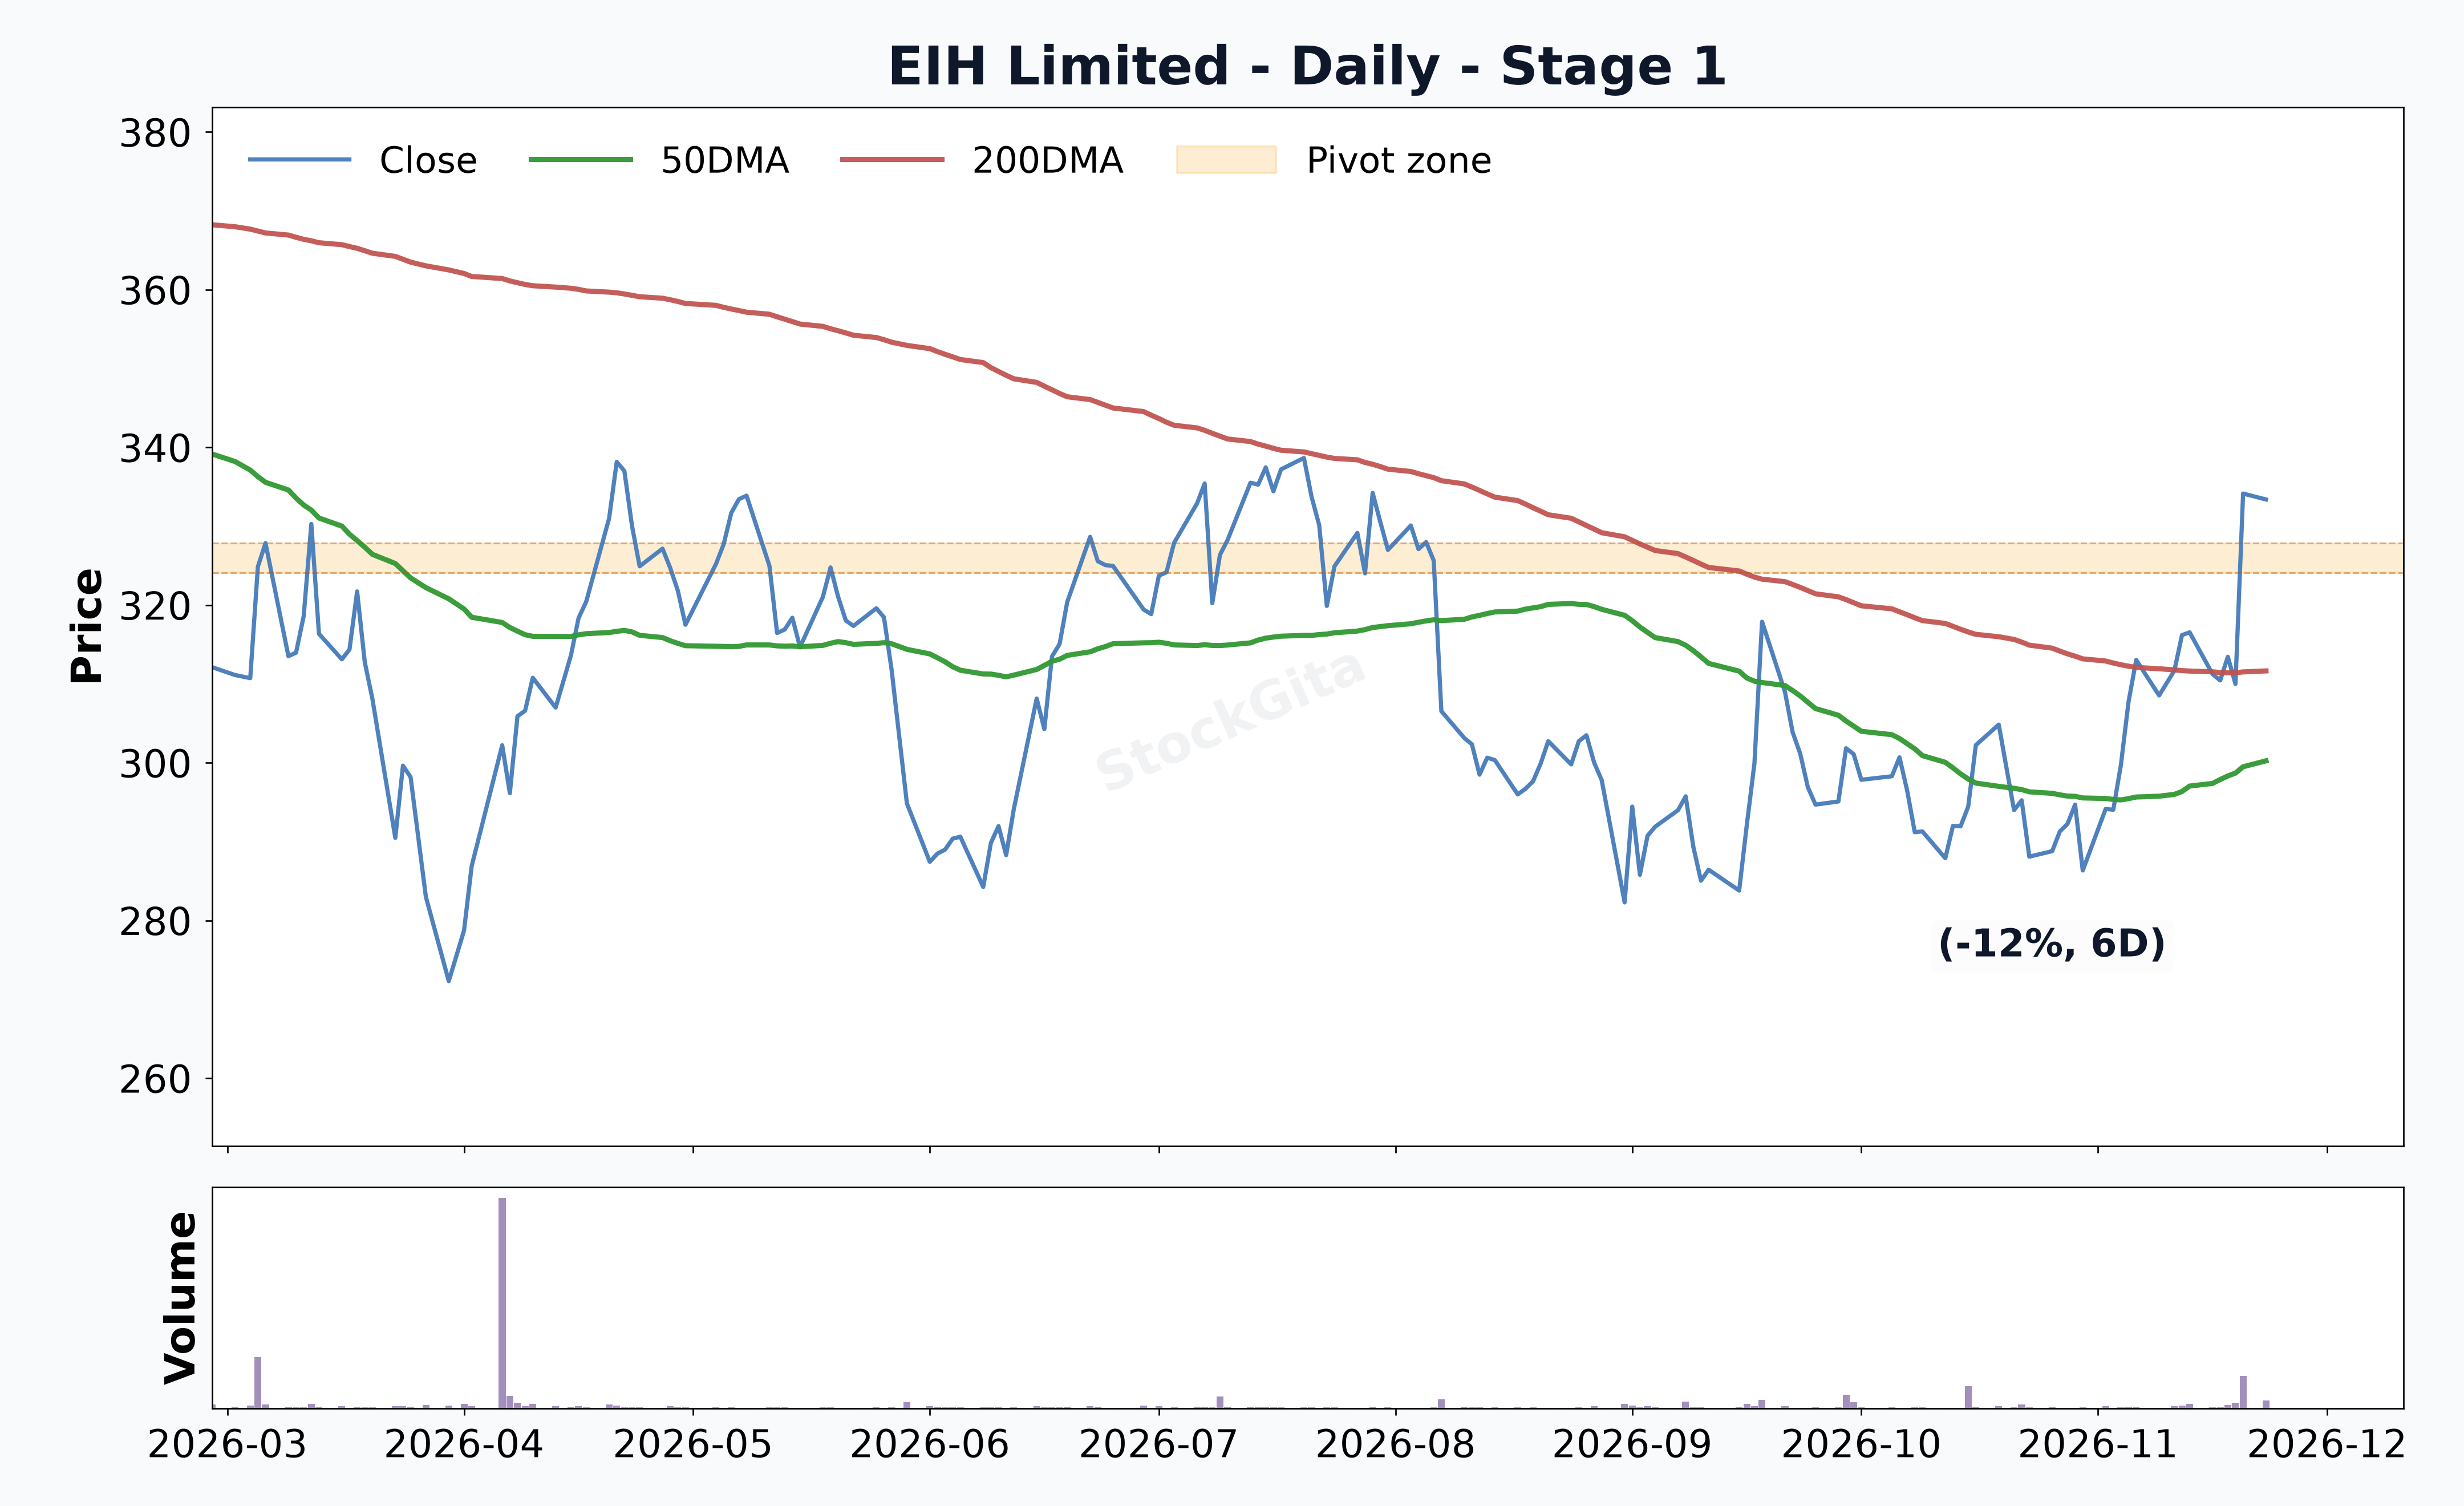 EIH Limited - Daily - Stage 1
Close 50DMA 200DMA Pivot zone
380
360
340
320
300
280
260
Price
StockGita
(-12%, 6D)
Volume
2026-03 2026-04 2026-05 2026-06 2026-07 2026-08 2026-09 2026-10 2026-11 2026-12